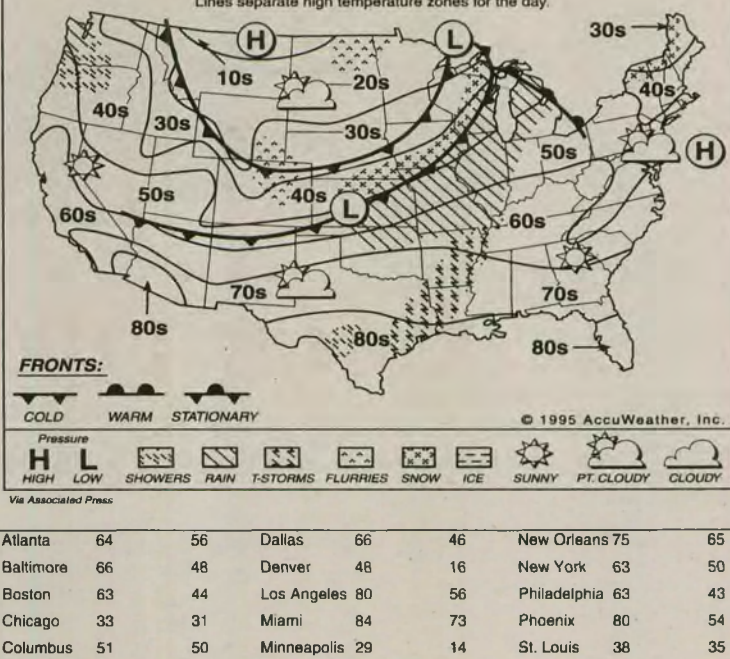 Lines separate high temperature zones for the day.
H L 30s
10s 20s
40s 40s
30s 30s H
50s
50s 40s
60s L 60s
70s 70s
80s 80s 80s
FRONTS:
COLD WARM STATIONARY
© 1995 AccuWeather, Inc.
Pressure
H L
HIGH LOW SHOWERS RAIN T-STORMS FLURRIES SNOW ICE SUNNY PT. CLOUDY CLOUDY
Via Associated Press
Atlanta 64 56 Dallas 66 46 New Orleans 75 65
Baltimore 66 48 Denver 48 16 New York 63 50
Boston 63 44 Los Angeles 80 56 Philadelphia 63 43
Chicago 33 31 Miami 84 73 Phoenix 80 54
Columbus 51 50 Minneapolis 29 14 St. Louis 38 35